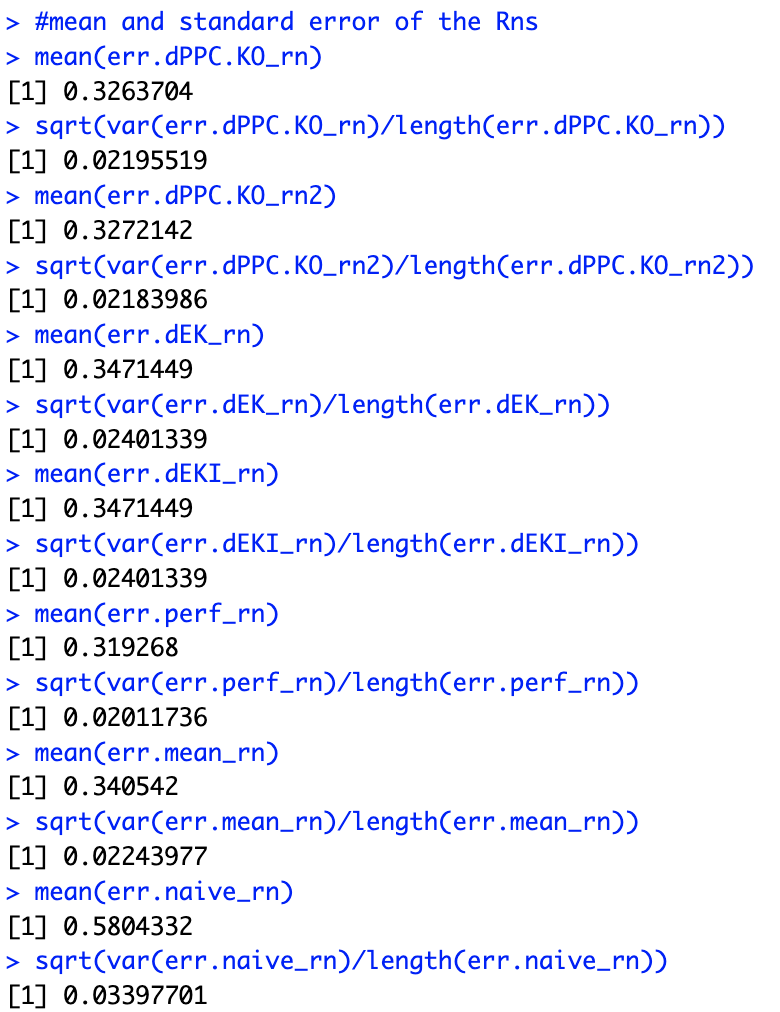 > #mean and standard error of the Rns
> mean(err.dPPC.KO_rn)
[1] 0.3263704
> sqrt(var(err.dPPC.KO_rn)/length(err.dPPC.KO_rn))
[1] 0.02195519
> mean(err.dPPC.KO_rn2)
[1] 0.3272142
> sqrt(var(err.dPPC.KO_rn2)/length(err.dPPC.KO_rn2))
[1] 0.02183986
> mean(err.dEK_rn)
[1] 0.3471449
> sqrt(var(err.dEK_rn)/length(err.dEK_rn))
[1] 0.02401339
> mean(err.dEKI_rn)
[1] 0.3471449
> sqrt(var(err.dEKI_rn)/length(err.dEKI_rn))
[1] 0.02401339
> mean(err.perf_rn)
[1] 0.319268
> sqrt(var(err.perf_rn)/length(err.perf_rn))
[1] 0.02011736
> mean(err.mean_rn)
[1] 0.340542
> sqrt(var(err.mean_rn)/length(err.mean_rn))
[1] 0.02243977
> mean(err.naive_rn)
[1] 0.5804332
> sqrt(var(err.naive_rn)/length(err.naive_rn))
[1] 0.03397701